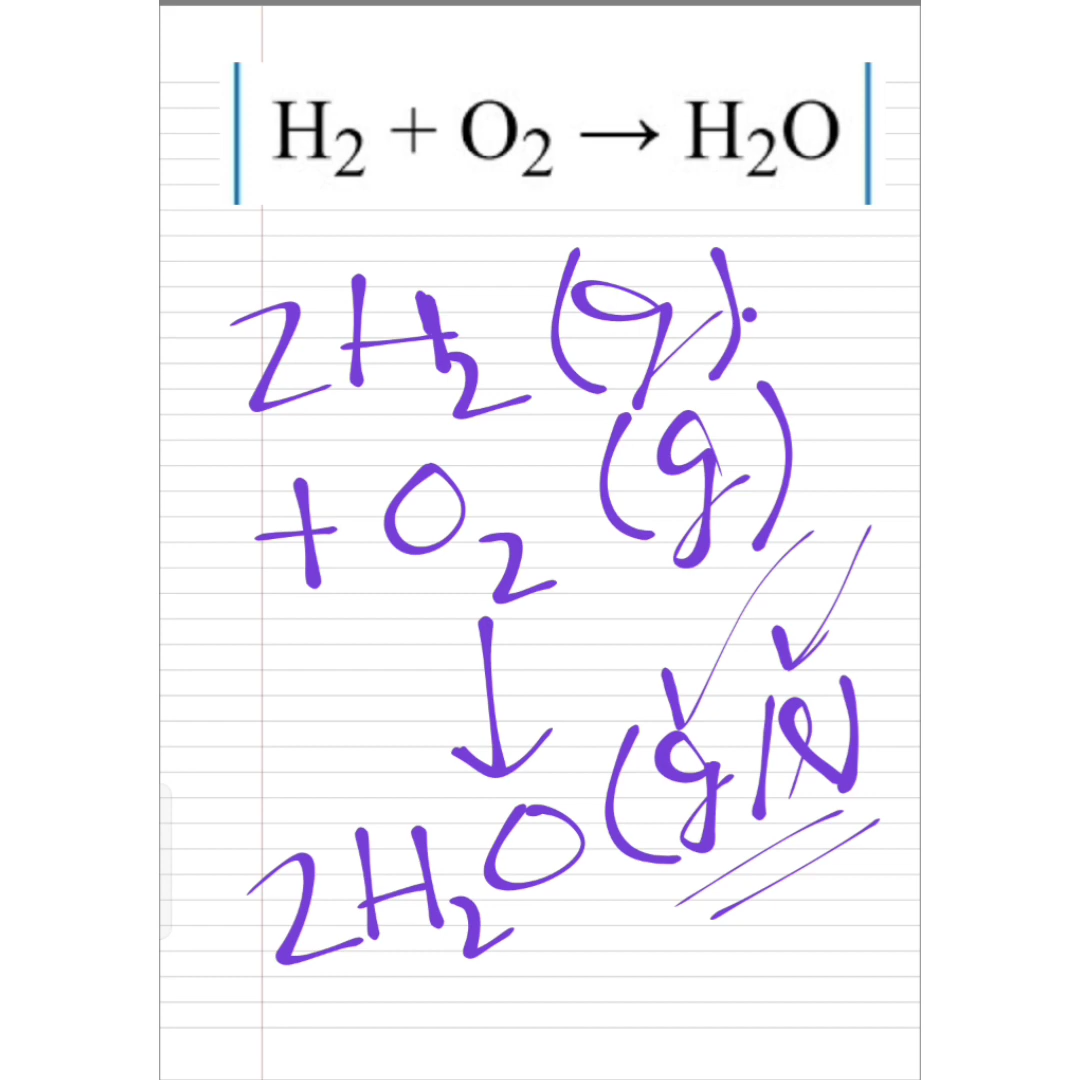 H₂ + O₂ → H₂O
2H₂ (g).
+ O₂ (g)
↓
2H₂O (g/l)